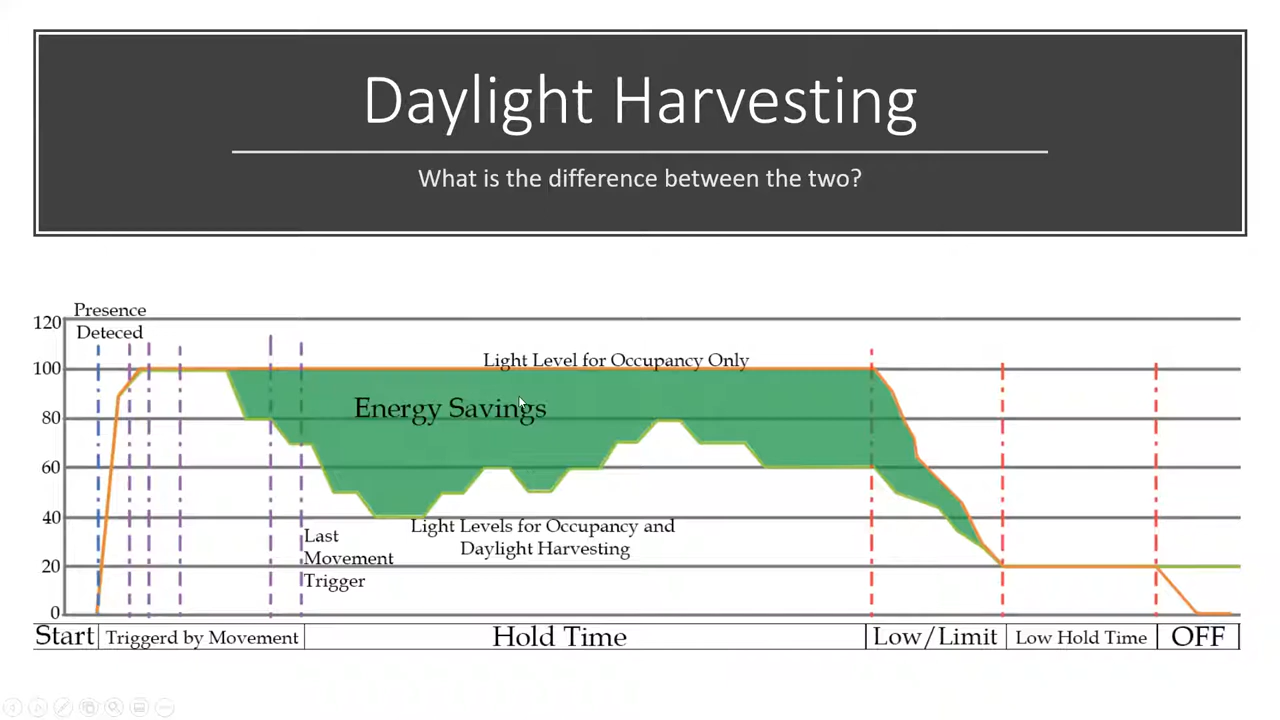 Daylight Harvesting
What is the difference between the two?
Presence
Deteced
120
100
80
60
40
20
0
Light Level for Occupancy Only
Energy Savings
Light Levels for Occupancy and
Daylight Harvesting
Last
Movement
Trigger
Start
Triggerd by Movement
Hold Time
Low/Limit
Low Hold Time
OFF